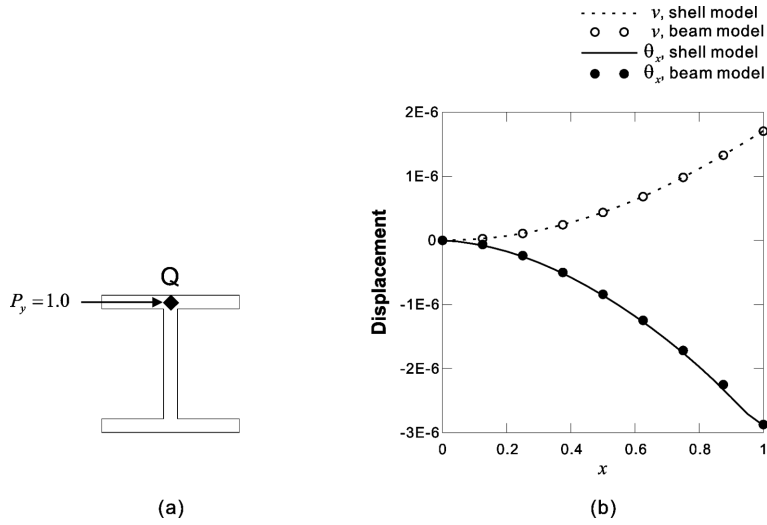 v, shell model
v, beam model
θx, shell model
θx, beam model
2E-6
1E-6
0
-1E-6
-2E-6
-3E-6
Displacement
0 0.2 0.4 0.6 0.8 1
x
Q
Py = 1.0
(a)
(b)